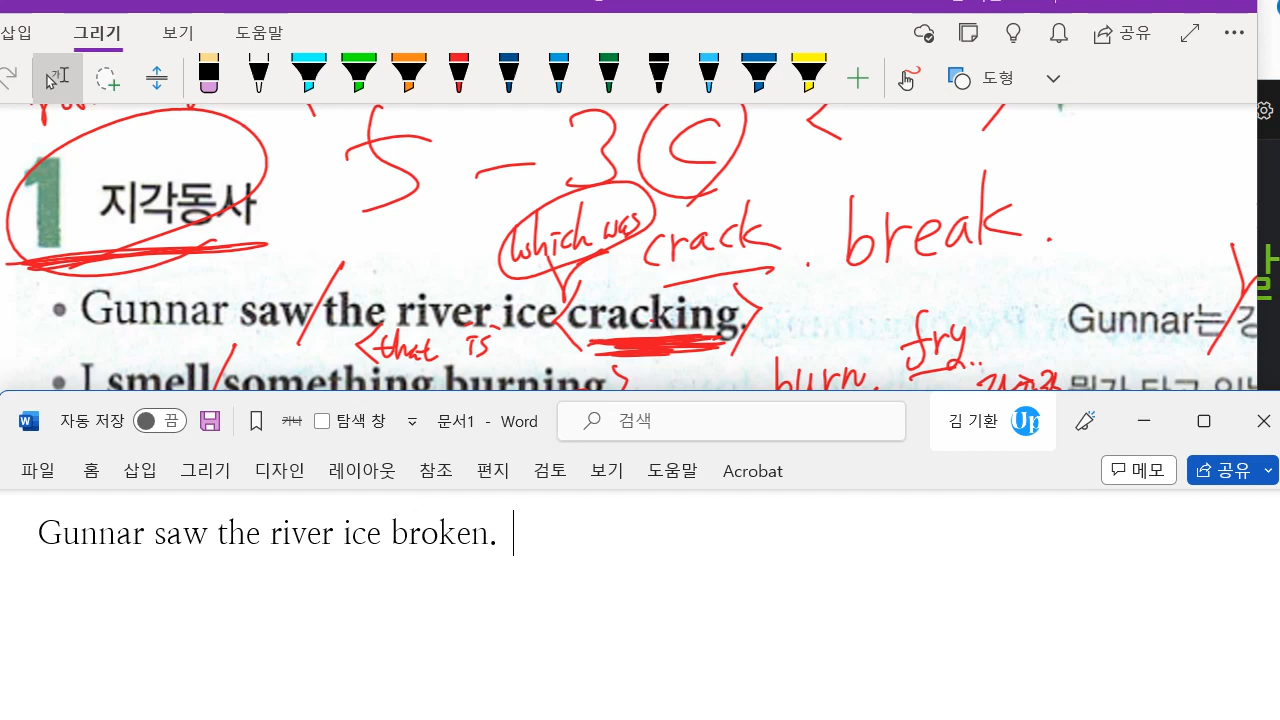 삽입 그리기 보기 도움말 공유
가 도형
5 - 3 C
1 지각동사
which was crack . break .
• Gunnar saw the river ice cracking. Gunnar는
that is fry
• I smell something burning burn.
자동 저장 끔 가나 탐색 창 문서1 - Word 검색 김 기환 Up
파일 홈 삽입 그리기 디자인 레이아웃 참조 편지 검토 보기 도움말 Acrobat 메모 공유
Gunnar saw the river ice broken.